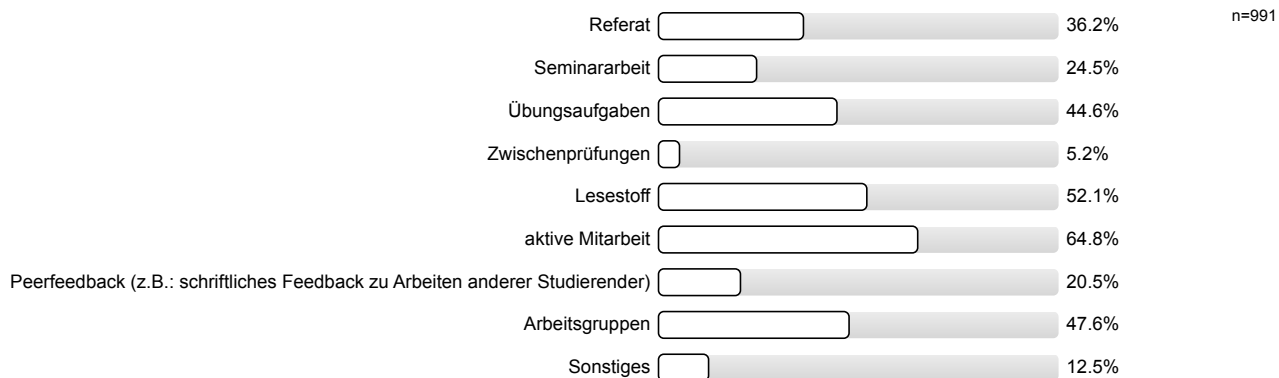 n=991
Referat 36.2%
Seminararbeit 24.5%
Übungsaufgaben 44.6%
Zwischenprüfungen 5.2%
Lesestoff 52.1%
aktive Mitarbeit 64.8%
Peerfeedback (z.B.: schriftliches Feedback zu Arbeiten anderer Studierender) 20.5%
Arbeitsgruppen 47.6%
Sonstiges 12.5%